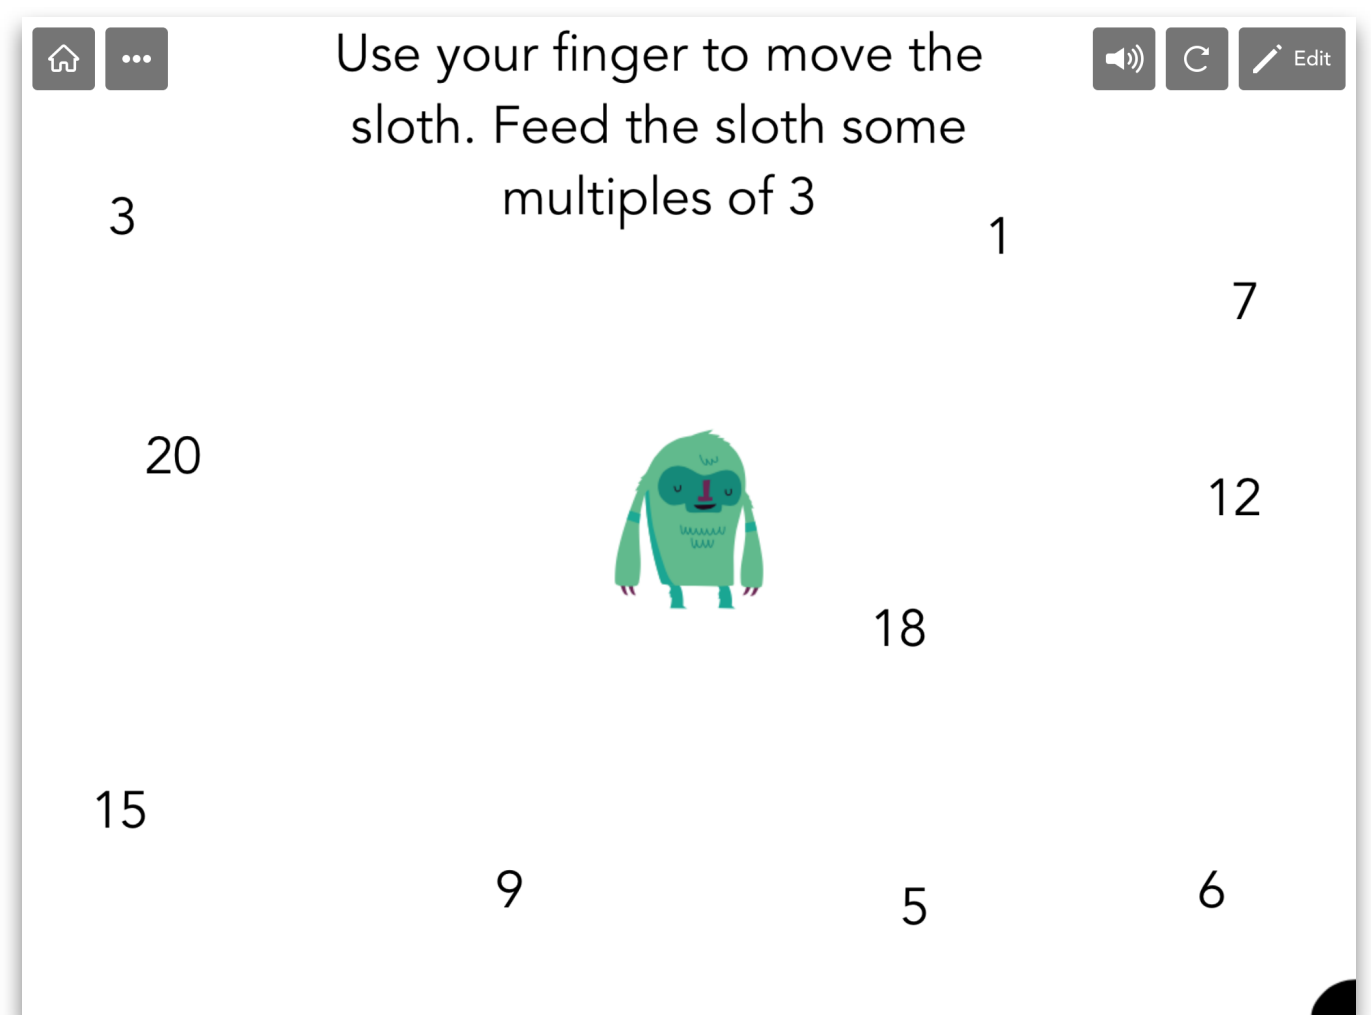 Edit
Use your finger to move the
sloth. Feed the sloth some
multiples of 3
3
1
7
20
12
18
15
9
5
6